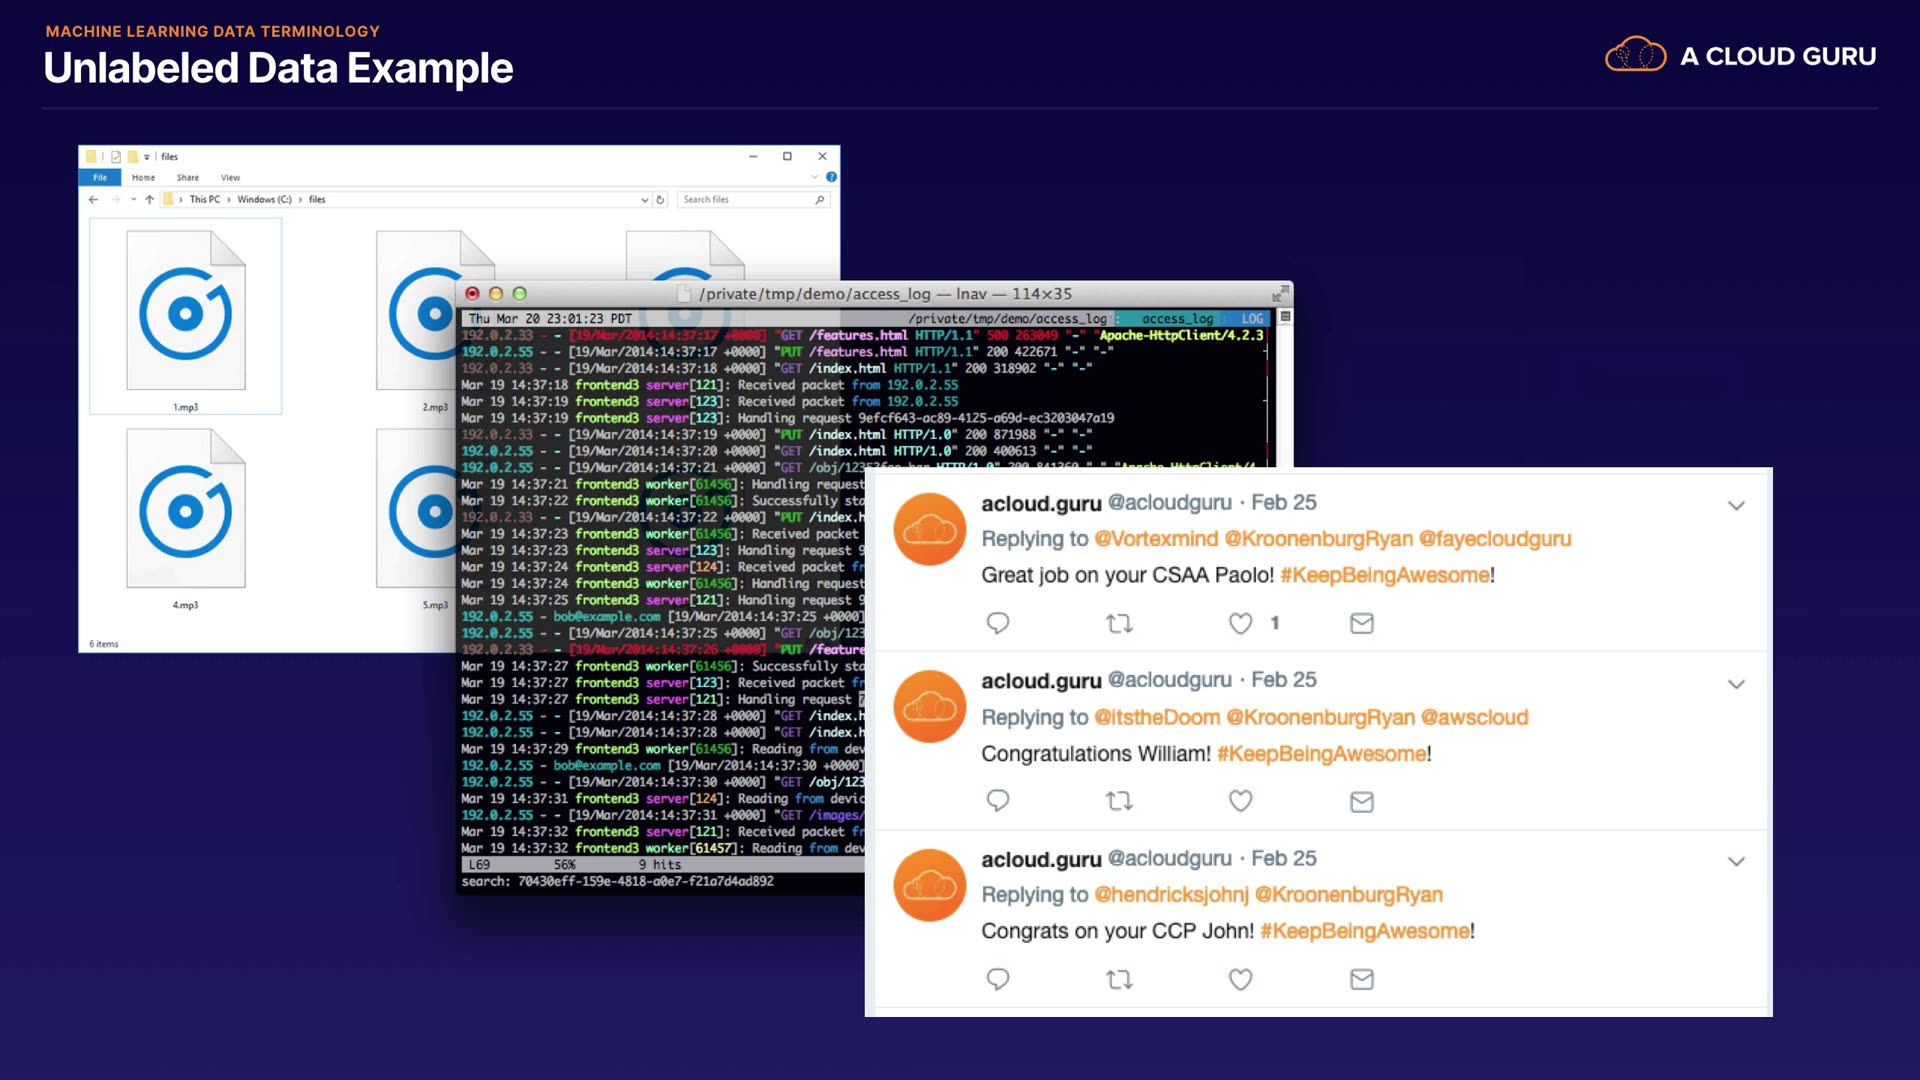 MACHINE LEARNING DATA TERMINOLOGY
Unlabeled Data Example
A CLOUD GURU
files
File Home Share View
This PC > Windows (C:) > files
Search files
1.mp3
2.mp3
4.mp3
5.mp3
6 items
/private/tmp/demo/access_log — lnav — 114×35
Thu Mar 20 23:01:23 PDT /private/tmp/demo/access_log: access_log : LOG
192.0.2.33 - - [19/Mar/2014:14:37:17 +0000] "GET /features.html HTTP/1.1" 500 263049 "-" "Apache-HttpClient/4.2.3
192.0.2.55 - - [19/Mar/2014:14:37:17 +0000] "PUT /features.html HTTP/1.1" 200 422671 "-" "-"
192.0.2.33 - - [19/Mar/2014:14:37:18 +0000] "GET /index.html HTTP/1.1" 200 318902 "-" "-"
Mar 19 14:37:18 frontend3 server[121]: Received packet from 192.0.2.55
Mar 19 14:37:19 frontend3 server[123]: Received packet from 192.0.2.55
Mar 19 14:37:19 frontend3 server[123]: Handling request 9efcf643-ac89-4125-a69d-ec3203047a19
192.0.2.33 - - [19/Mar/2014:14:37:19 +0000] "PUT /index.html HTTP/1.0" 200 871988 "-" "-"
192.0.2.55 - - [19/Mar/2014:14:37:20 +0000] "GET /index.html HTTP/1.0" 200 400613 "-" "-"
192.0.2.55 - - [19/Mar/2014:14:37:21 +0000] "GET /obj/123
Mar 19 14:37:21 frontend3 worker[61456]: Handling request
Mar 19 14:37:22 frontend3 worker[61456]: Successfully sta
192.0.2.33 - - [19/Mar/2014:14:37:22 +0000] "PUT /index.h
Mar 19 14:37:23 frontend3 worker[61456]: Received packet
Mar 19 14:37:23 frontend3 server[123]: Handling request 9
Mar 19 14:37:24 frontend3 server[124]: Received packet fr
Mar 19 14:37:24 frontend3 worker[61456]: Handling request
Mar 19 14:37:25 frontend3 server[121]: Handling request 9
192.0.2.55 - bob@example.com [19/Mar/2014:14:37:25 +0000]
192.0.2.55 - - [19/Mar/2014:14:37:25 +0000] "GET /obj/123
192.0.2.33 - - [19/Mar/2014:14:37:26 +0000] "PUT /feature
Mar 19 14:37:27 frontend3 worker[61456]: Successfully sta
Mar 19 14:37:27 frontend3 server[123]: Received packet fr
Mar 19 14:37:27 frontend3 server[121]: Handling request
192.0.2.55 - - [19/Mar/2014:14:37:28 +0000] "GET /index.h
192.0.2.55 - - [19/Mar/2014:14:37:28 +0000] "GET /index.h
Mar 19 14:37:29 frontend3 worker[61456]: Reading from dev
192.0.2.55 - bob@example.com [19/Mar/2014:14:37:30 +0000]
192.0.2.55 - - [19/Mar/2014:14:37:30 +0000] "GET /obj/123
Mar 19 14:37:31 frontend3 server[124]: Reading from devic
192.0.2.55 - - [19/Mar/2014:14:37:31 +0000] "GET /images/
Mar 19 14:37:32 frontend3 server[121]: Received packet fr
Mar 19 14:37:32 frontend3 worker[61457]: Reading from dev
L69 56% 9 hits
search: 70430eff-159e-4818-a0e7-f21a7d4ad892
acloud.guru @acloudguru · Feb 25
Replying to @Vortexmind @KroonenburgRyan @fayecloudguru
Great job on your CSAA Paolo! #KeepBeingAwesome!
1
acloud.guru @acloudguru · Feb 25
Replying to @itstheDoom @KroonenburgRyan @awscloud
Congratulations William! #KeepBeingAwesome!
acloud.guru @acloudguru · Feb 25
Replying to @hendricksjohnj @KroonenburgRyan
Congrats on your CCP John! #KeepBeingAwesome!